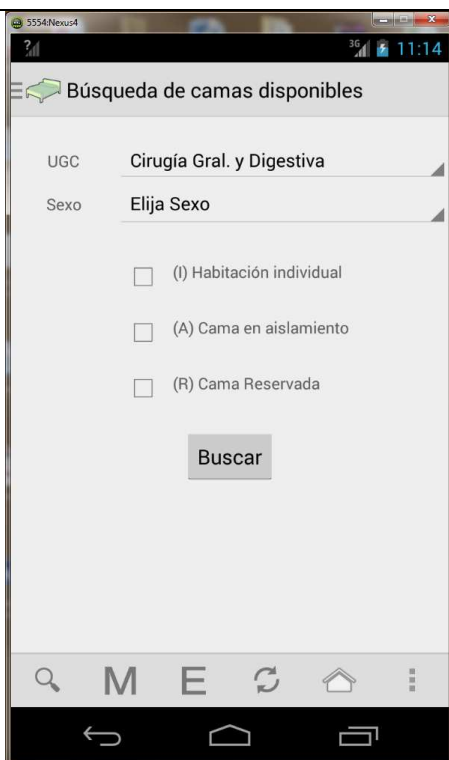 5554:Nexus4
? 3G 11:14
Búsqueda de camas disponibles
UGC Cirugía Gral. y Digestiva
Sexo Elija Sexo
(I) Habitación individual
(A) Cama en aislamiento
(R) Cama Reservada
Buscar
M E